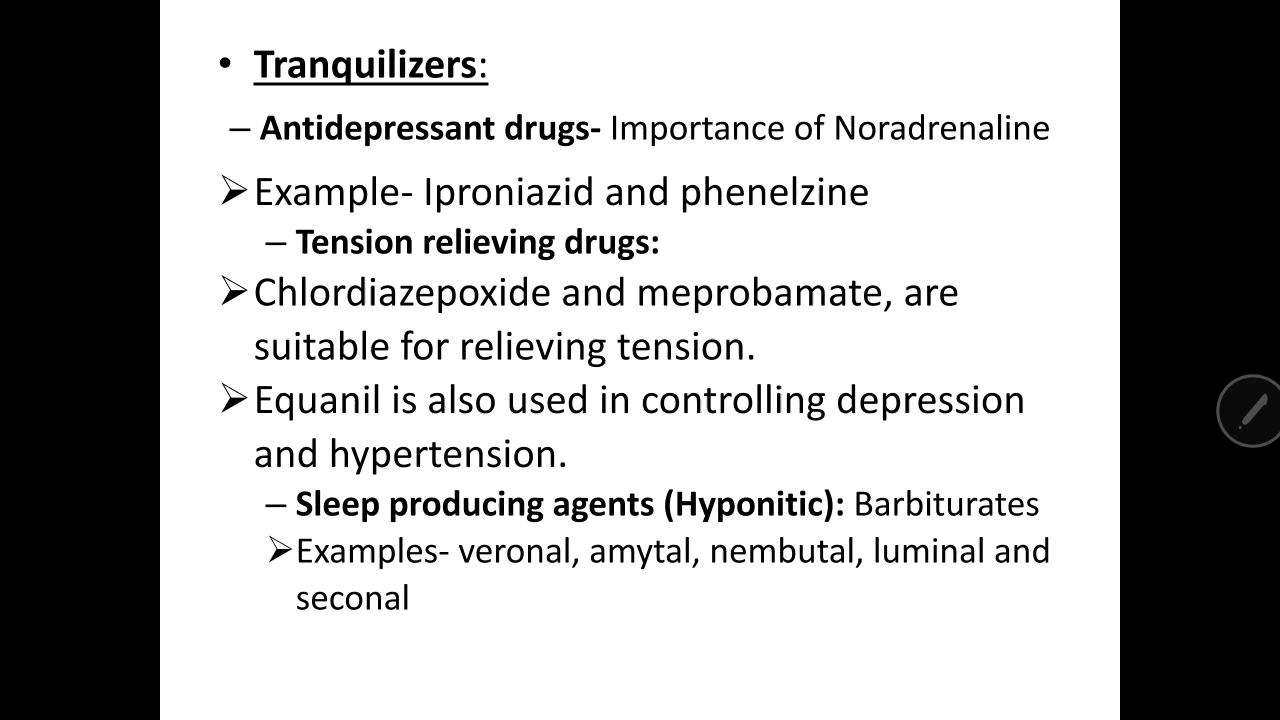 • Tranquilizers:
– Antidepressant drugs- Importance of Noradrenaline
➢ Example- Iproniazid and phenelzine
– Tension relieving drugs:
➢ Chlordiazepoxide and meprobamate, are
suitable for relieving tension.
➢ Equanil is also used in controlling depression
and hypertension.
– Sleep producing agents (Hyponitic): Barbiturates
➢ Examples- veronal, amytal, nembutal, luminal and
seconal